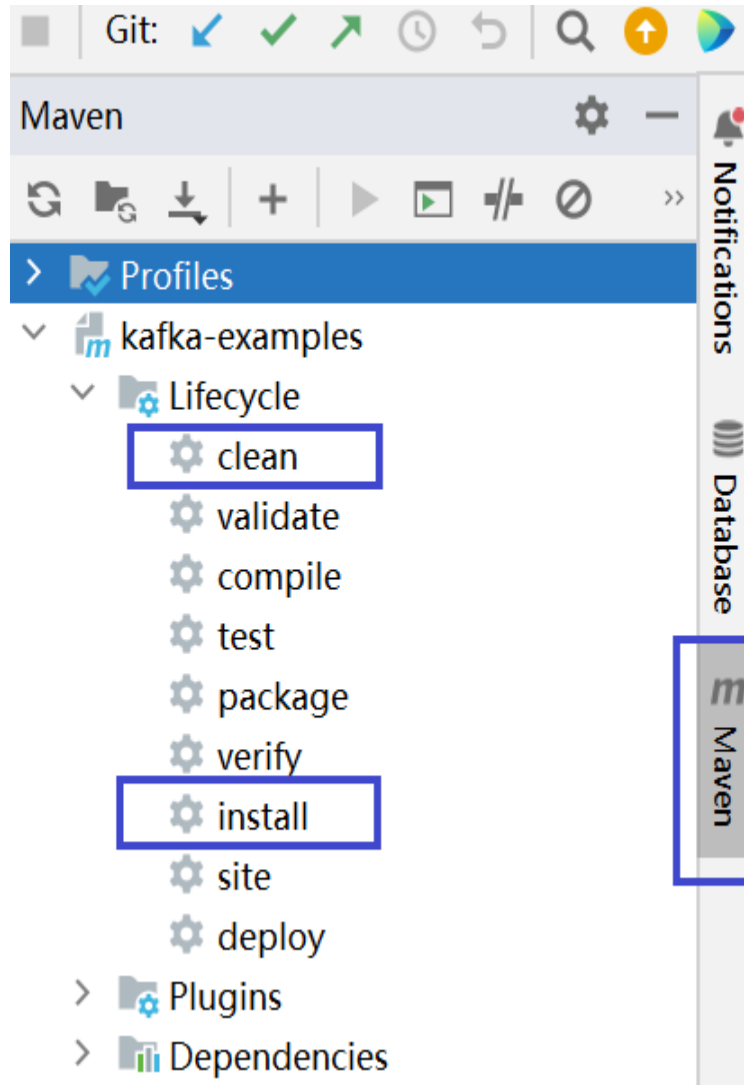 Git:
Maven
Profiles
kafka-examples
Lifecycle
clean
validate
compile
test
package
verify
install
site
deploy
Plugins
Dependencies
Notifications
Database
m
Maven